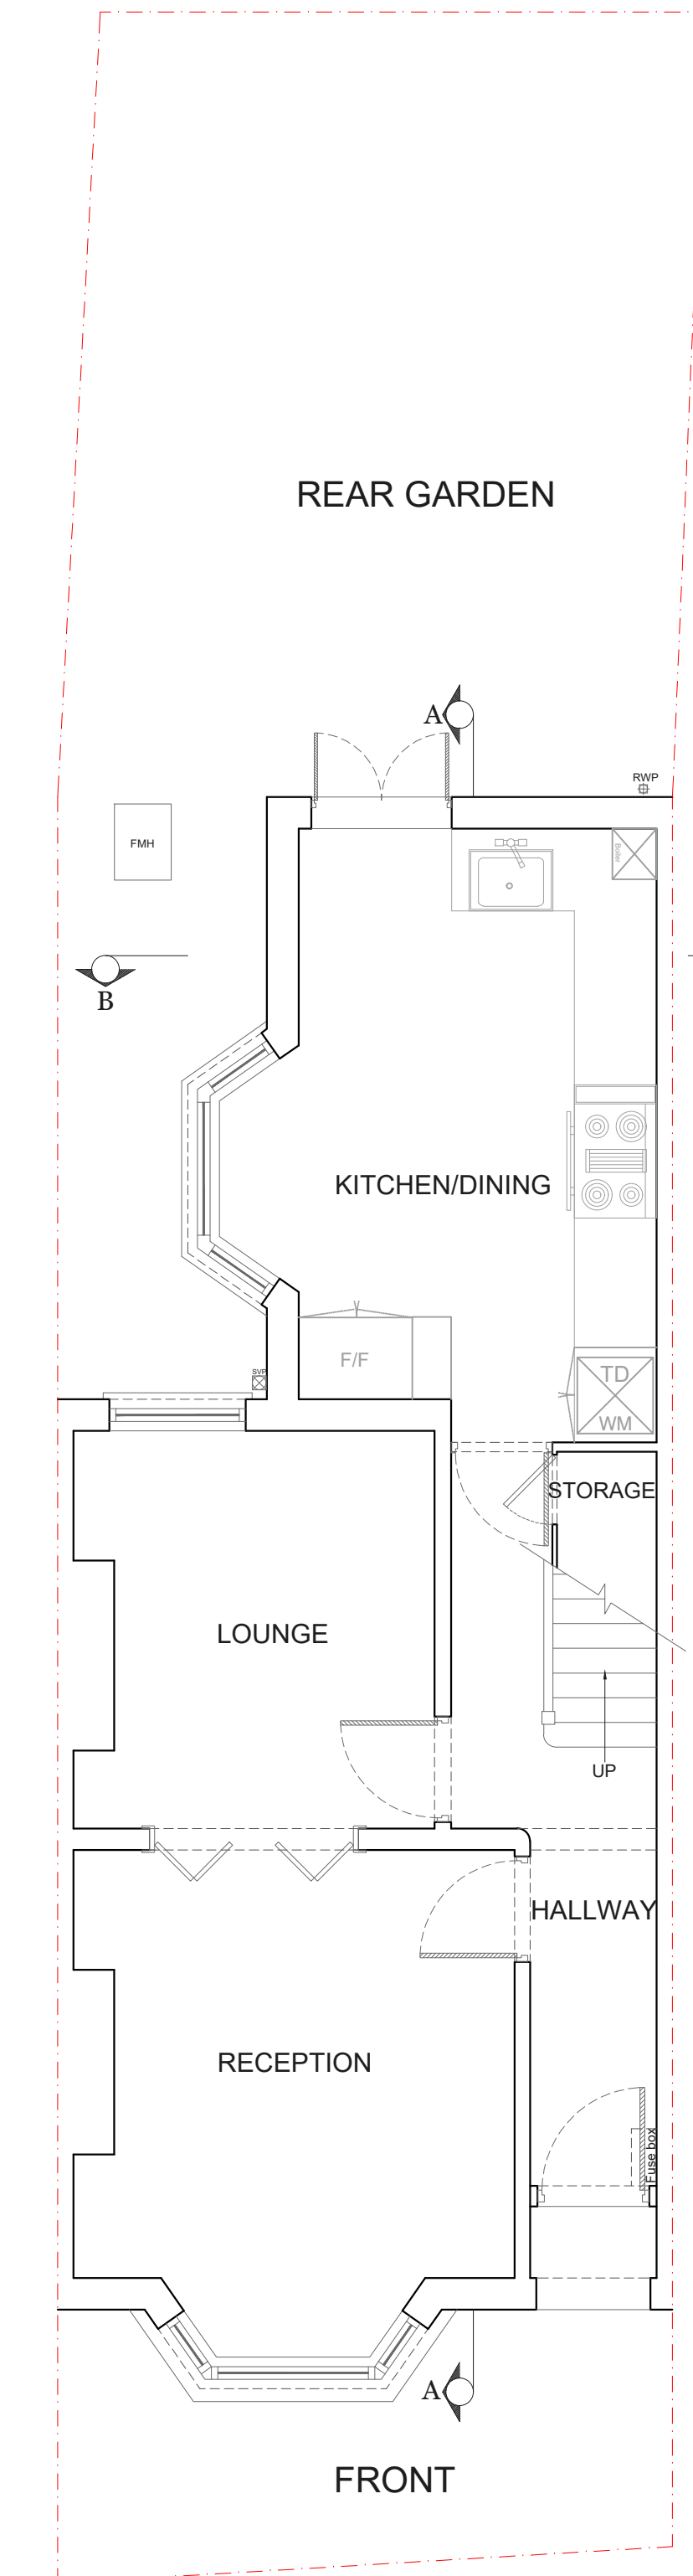 REAR GARDEN
A
RWP
FMH
Boiler
B
KITCHEN/DINING
F/F
SVP
TD
WM
STORAGE
LOUNGE
UP
HALLWAY
RECEPTION
Fuse box
A
FRONT